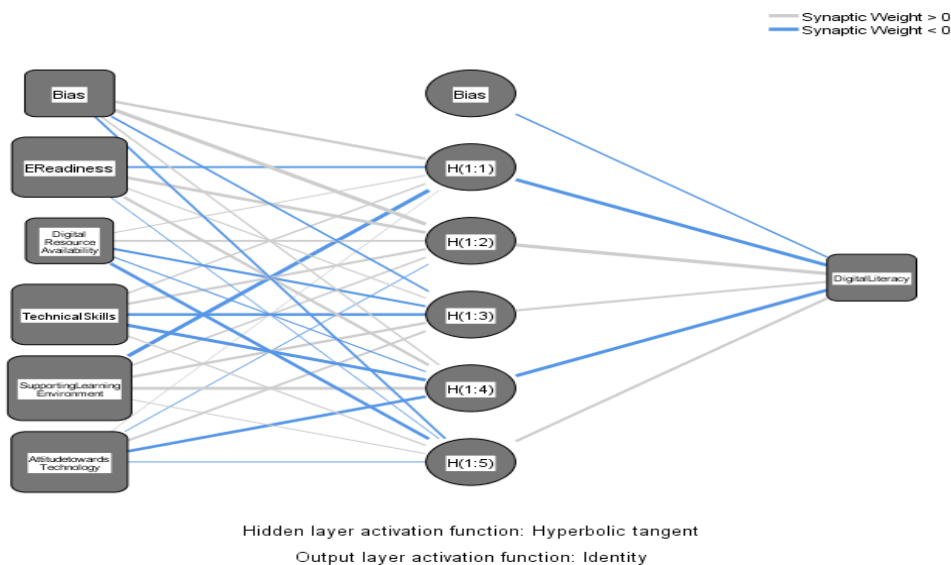 Synaptic Weight > 0
Synaptic Weight < 0
Bias
EReadiness
Digital
Resource
Availability
TechnicalSkills
SupportingLearning
Environment
Attitudetowards
Technology
Bias
H(1:1)
H(1:2)
H(1:3)
H(1:4)
H(1:5)
DigitalLiteracy
Hidden layer activation function: Hyperbolic tangent
Output layer activation function: Identity